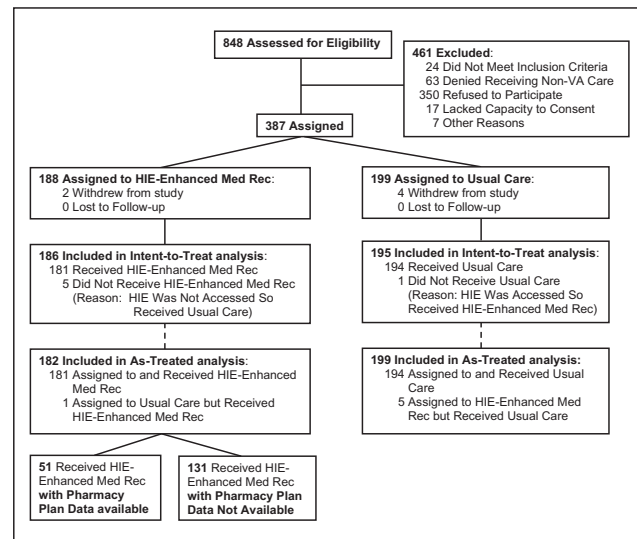 848 Assessed for Eligibility
461 Excluded:
24 Did Not Meet Inclusion Criteria
63 Denied Receiving Non-VA Care
350 Refused to Participate
17 Lacked Capacity to Consent
7 Other Reasons
387 Assigned
188 Assigned to HIE-Enhanced Med Rec:
2 Withdrew from study
0 Lost to Follow-up
199 Assigned to Usual Care:
4 Withdrew from study
0 Lost to Follow-up
186 Included in Intent-to-Treat analysis:
181 Received HIE-Enhanced Med Rec
5 Did Not Receive HIE-Enhanced Med Rec
(Reason: HIE Was Not Accessed So
Received Usual Care)
195 Included in Intent-to-Treat analysis:
194 Received Usual Care
1 Did Not Receive Usual Care
(Reason: HIE Was Accessed So
Received HIE-Enhanced Med Rec)
182 Included in As-Treated analysis:
181 Assigned to and Received HIE-Enhanced
Med Rec
1 Assigned to Usual Care but Received
HIE-Enhanced Med Rec
199 Included in As-Treated analysis:
194 Assigned to and Received Usual
Care
5 Assigned to HIE-Enhanced Med
Rec but Received Usual Care
51 Received HIE-
Enhanced Med Rec
with Pharmacy
Plan Data available
131 Received HIE-
Enhanced Med Rec
with Pharmacy Plan
Data Not Available